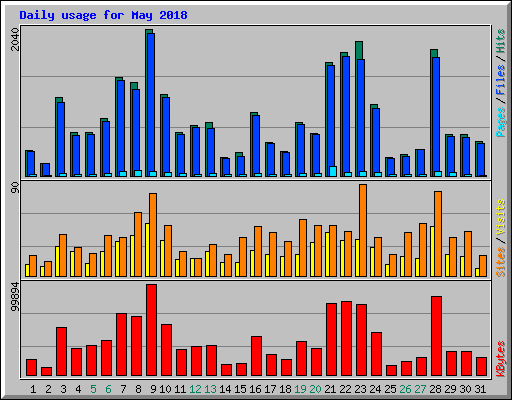 Daily usage for May 2018
2040
Pages / Files / Hits
90
Sites / Visits
99894
KBytes
1 2 3 4 5 6 7 8 9 10 11 12 13 14 15 16 17 18 19 20 21 22 23 24 25 26 27 28 29 30 31